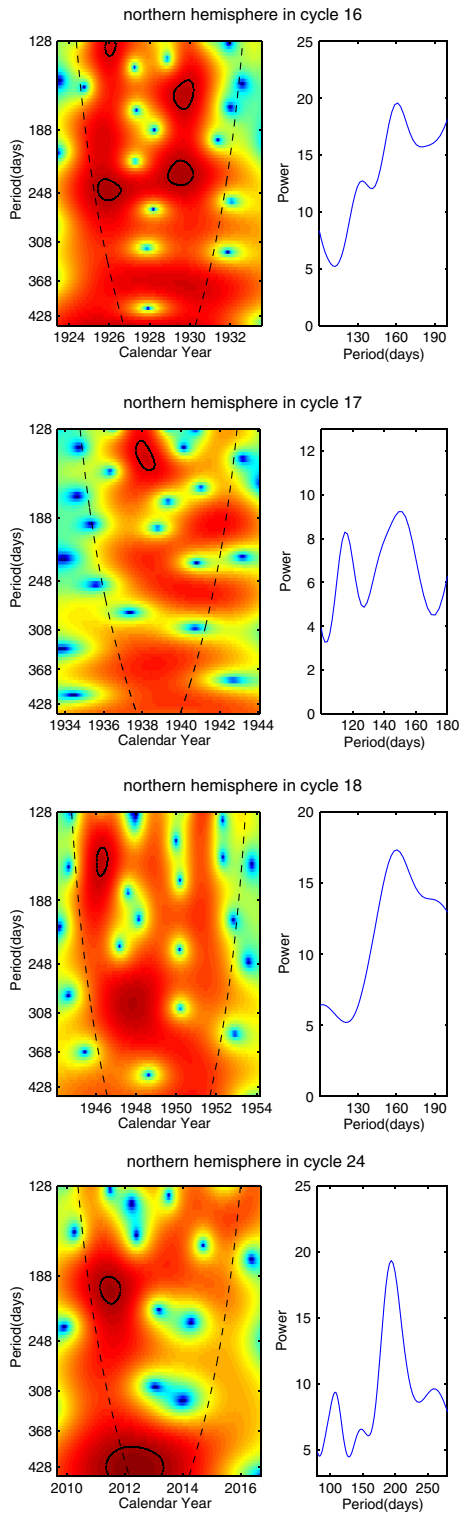 northern hemisphere in cycle 16
Period(days)
128
188
248
308
368
428
1924 1926 1928 1930 1932
Calendar Year
Power
25
20
15
10
5
0
130 160 190
Period(days)
northern hemisphere in cycle 17
Period(days)
128
188
248
308
368
428
1934 1936 1938 1940 1942 1944
Calendar Year
Power
12
10
8
6
4
2
0
120 140 160 180
Period(days)
northern hemisphere in cycle 18
Period(days)
128
188
248
308
368
428
1946 1948 1950 1952 1954
Calendar Year
Power
20
15
10
5
0
130 160 190
Period(days)
northern hemisphere in cycle 24
Period(days)
128
188
248
308
368
428
2010 2012 2014 2016
Calendar Year
Power
25
20
15
10
5
100 150 200 250
Period(days)